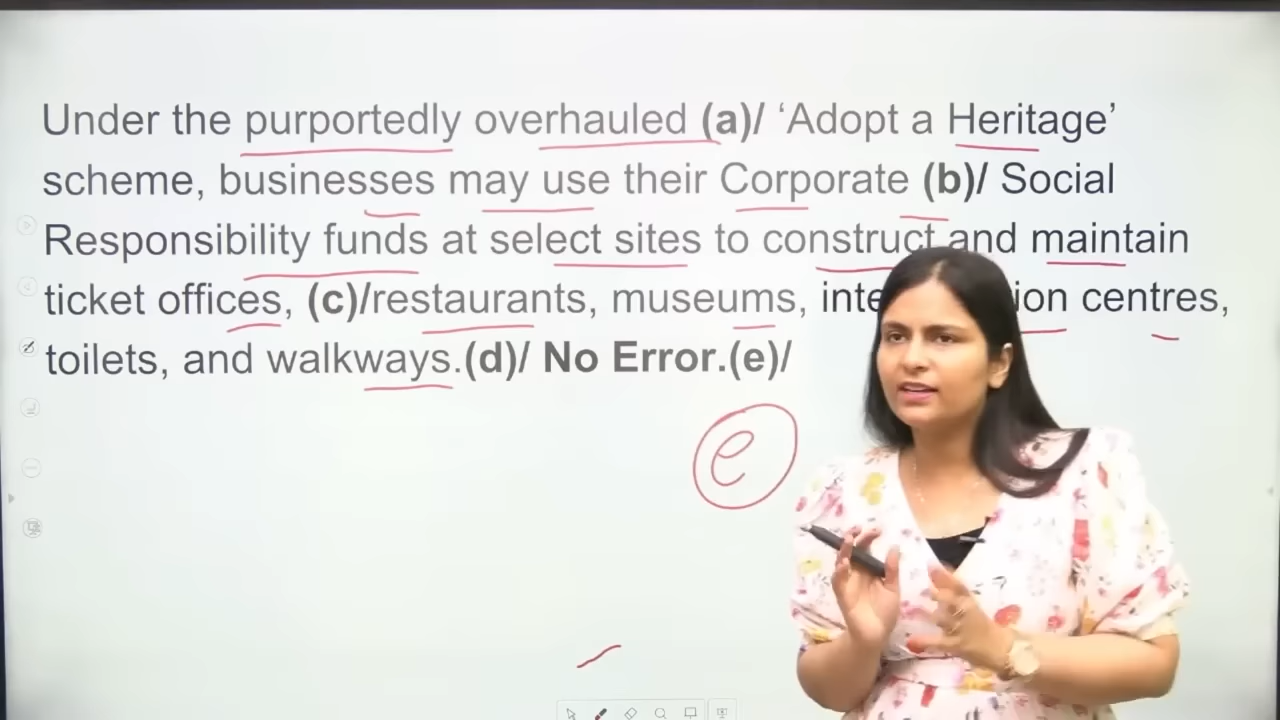 Under the purportedly overhauled (a)/ ‘Adopt a Heritage’
scheme, businesses may use their Corporate (b)/ Social
Responsibility funds at select sites to construct and maintain
ticket offices, (c)/restaurants, museums, centres,
toilets, and walkways.(d)/ No Error.(e)/
e